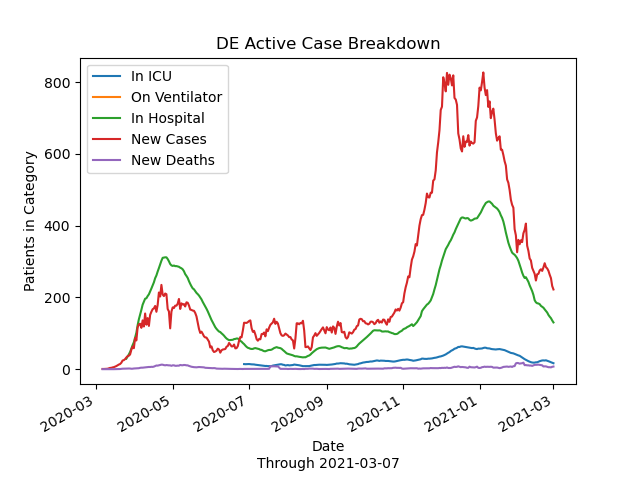 DE Active Case Breakdown
In ICU
On Ventilator
In Hospital
New Cases
New Deaths
Patients in Category
800
600
400
200
0
2020-03
2020-05
2020-07
2020-09
2020-11
2021-01
2021-03
Date
Through 2021-03-07